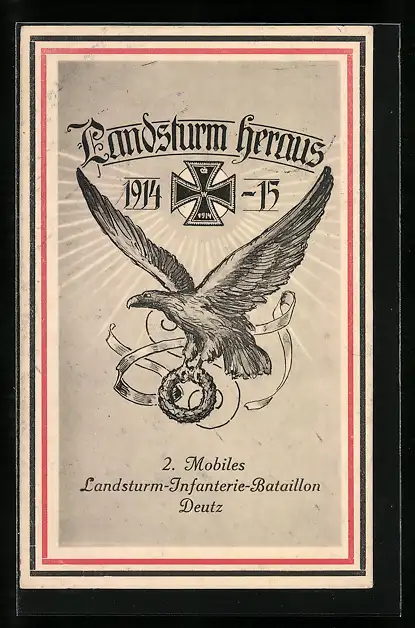 Landsturm heraus
1914 -15
1914
2. Mobiles
Landsturm-Infanterie-Bataillon
Deutz